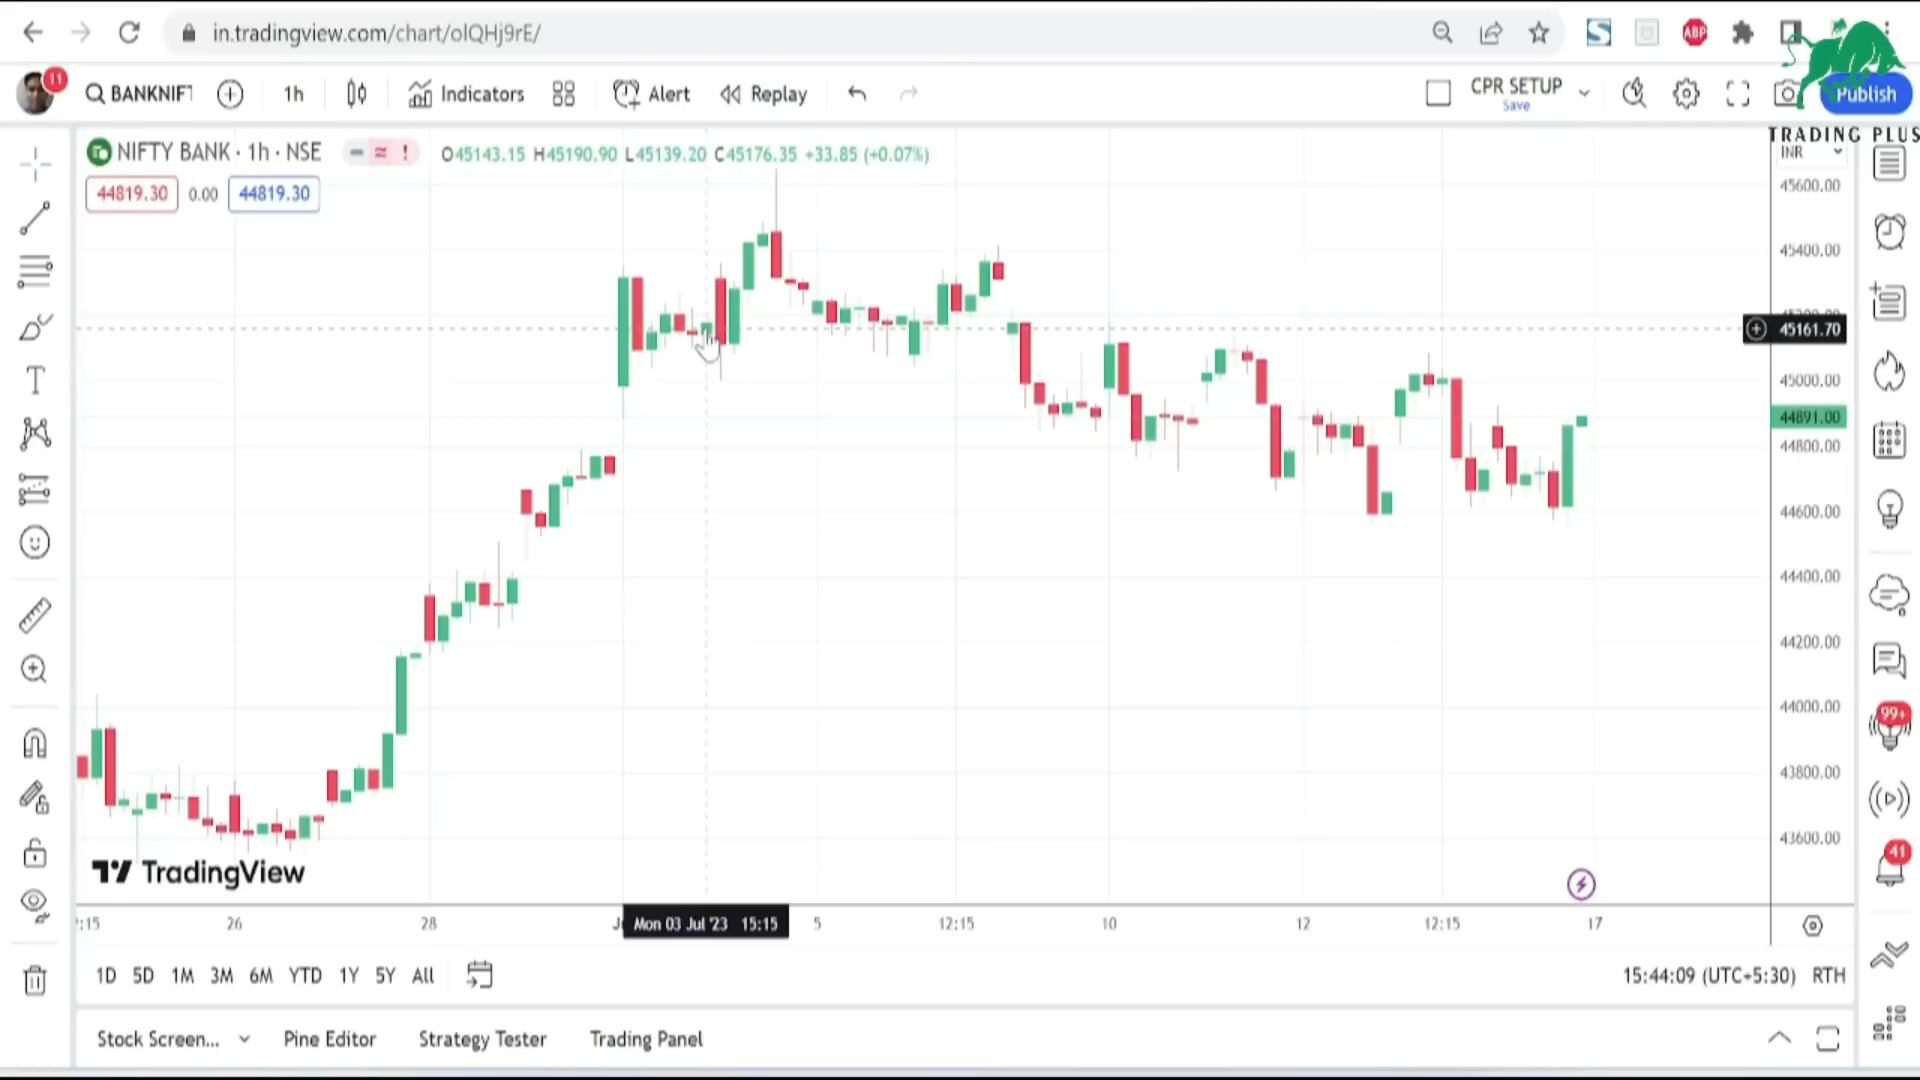 in.tradingview.com/chart/olQHj9rE/
ABP
11
BANKNIFT
1h
Indicators
Alert
Replay
CPR SETUP
Save
Publish
TRADING PLUS
NIFTY BANK · 1h · NSE
O45143.15 H45190.90 L45139.20 C45176.35 +33.85 (+0.07%)
INR
44819.30
0.00
44819.30
45600.00
45400.00
45161.70
45000.00
44891.00
44800.00
44600.00
44400.00
44200.00
44000.00
99+
43800.00
43600.00
41
TradingView
:15
26
28
Mon 03 Jul '23 15:15
5
12:15
10
12
12:15
17
1D 5D 1M 3M 6M YTD 1Y 5Y All
15:44:09 (UTC+5:30) RTH
Stock Screen...
Pine Editor
Strategy Tester
Trading Panel